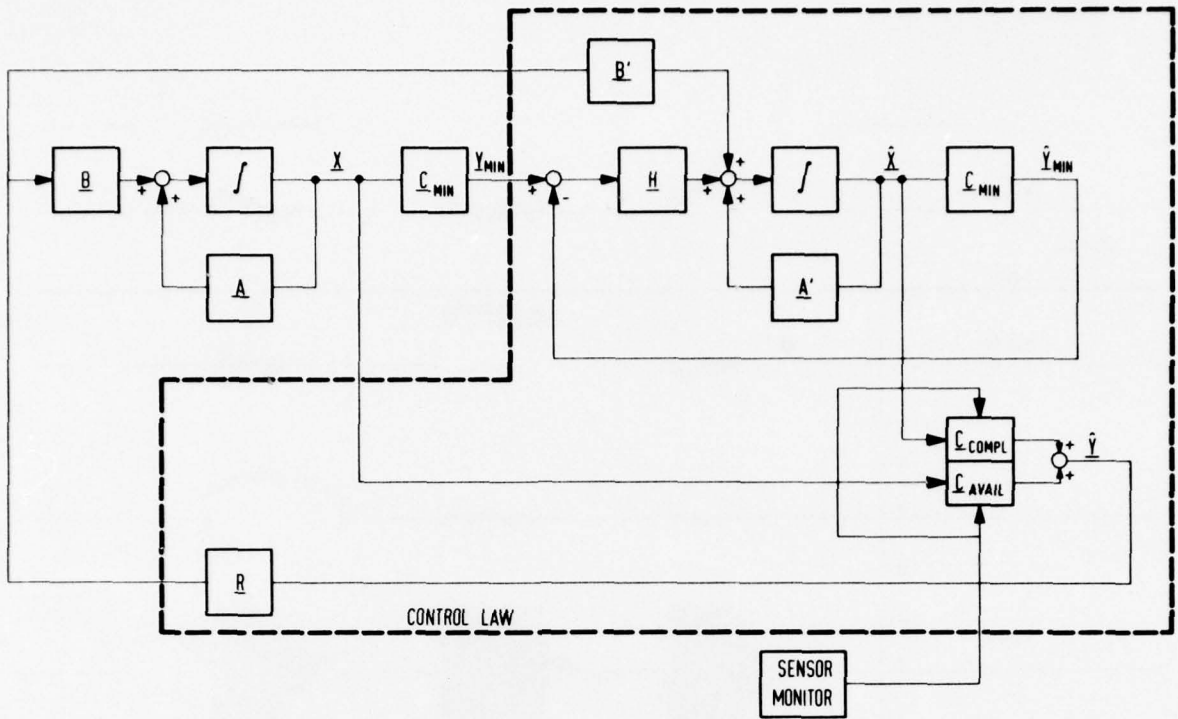 B'
B
∫
X
C MIN
Y MIN
H
∫
X̂
C MIN
Ŷ MIN
A
A'
C COMPL
Ŷ
C AVAIL
R
CONTROL LAW
SENSOR
MONITOR